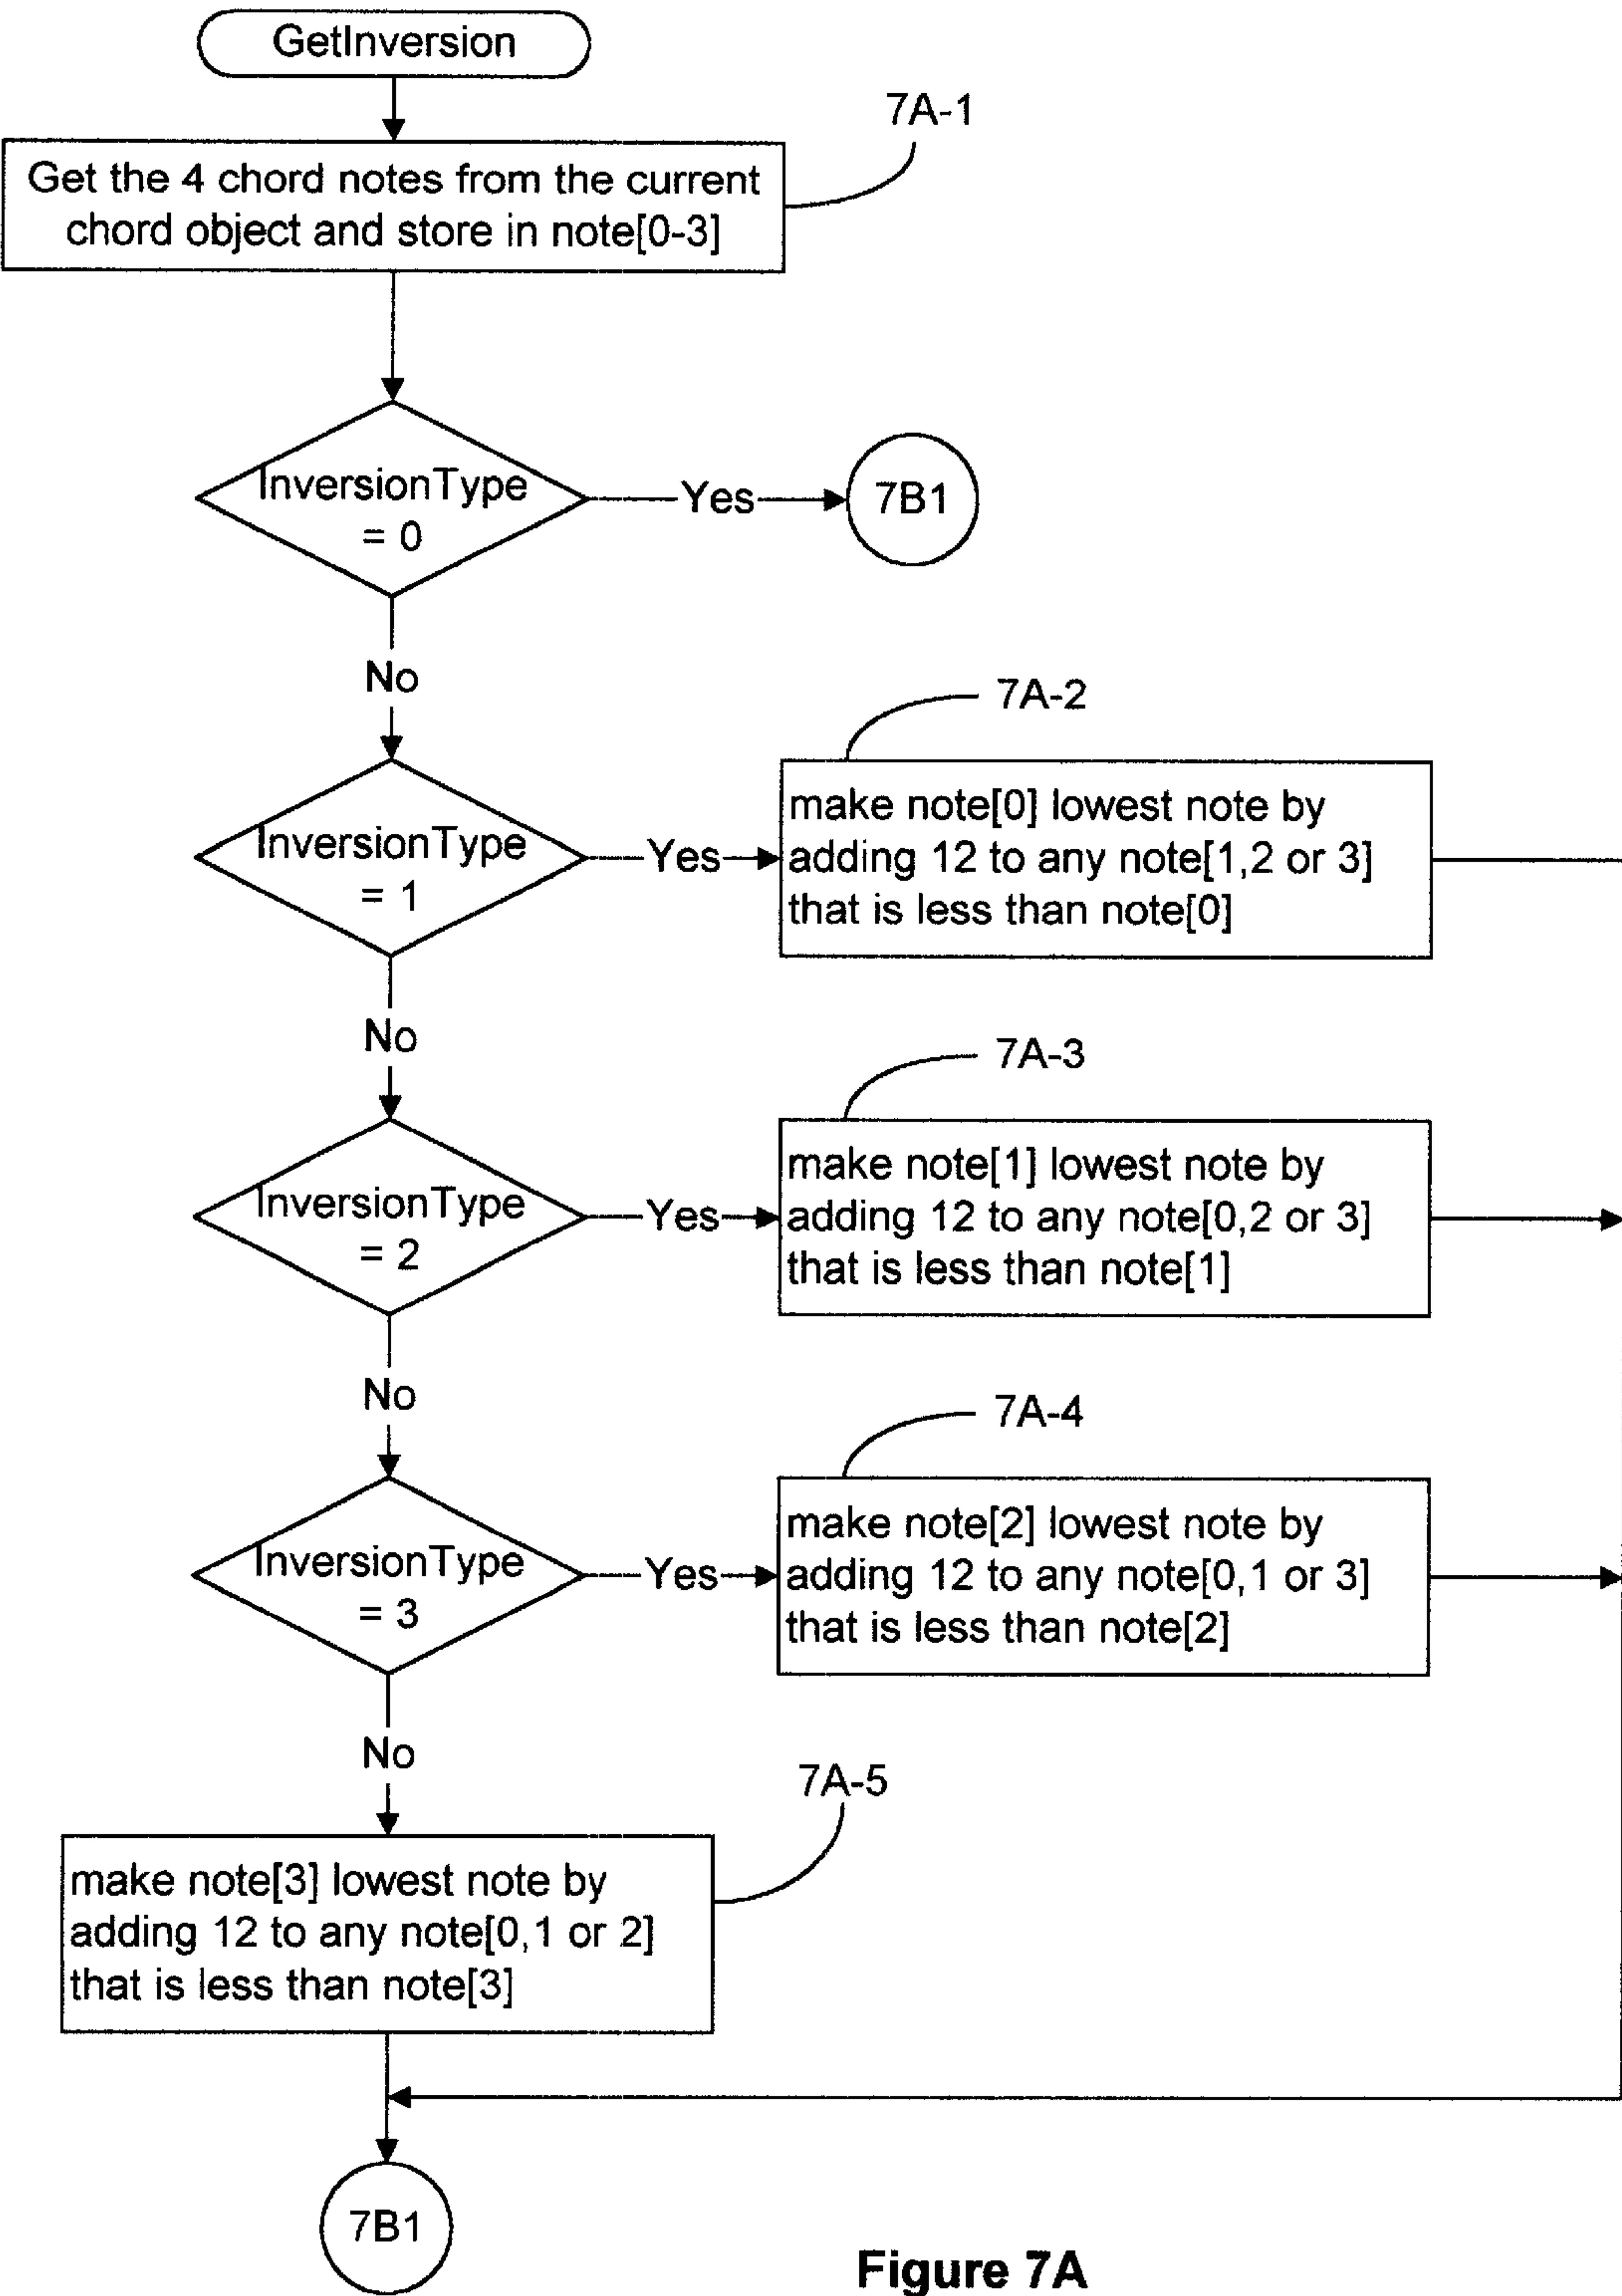 GetInversion
7A-1
Get the 4 chord notes from the current
chord object and store in note[0-3]
InversionType
= 0
Yes
7B1
No
7A-2
InversionType
= 1
Yes
make note[0] lowest note by
adding 12 to any note[1,2 or 3]
that is less than note[0]
No
7A-3
InversionType
= 2
Yes
make note[1] lowest note by
adding 12 to any note[0,2 or 3]
that is less than note[1]
No
7A-4
InversionType
= 3
Yes
make note[2] lowest note by
adding 12 to any note[0,1 or 3]
that is less than note[2]
No
7A-5
make note[3] lowest note by
adding 12 to any note[0,1 or 2]
that is less than note[3]
7B1
Figure 7A